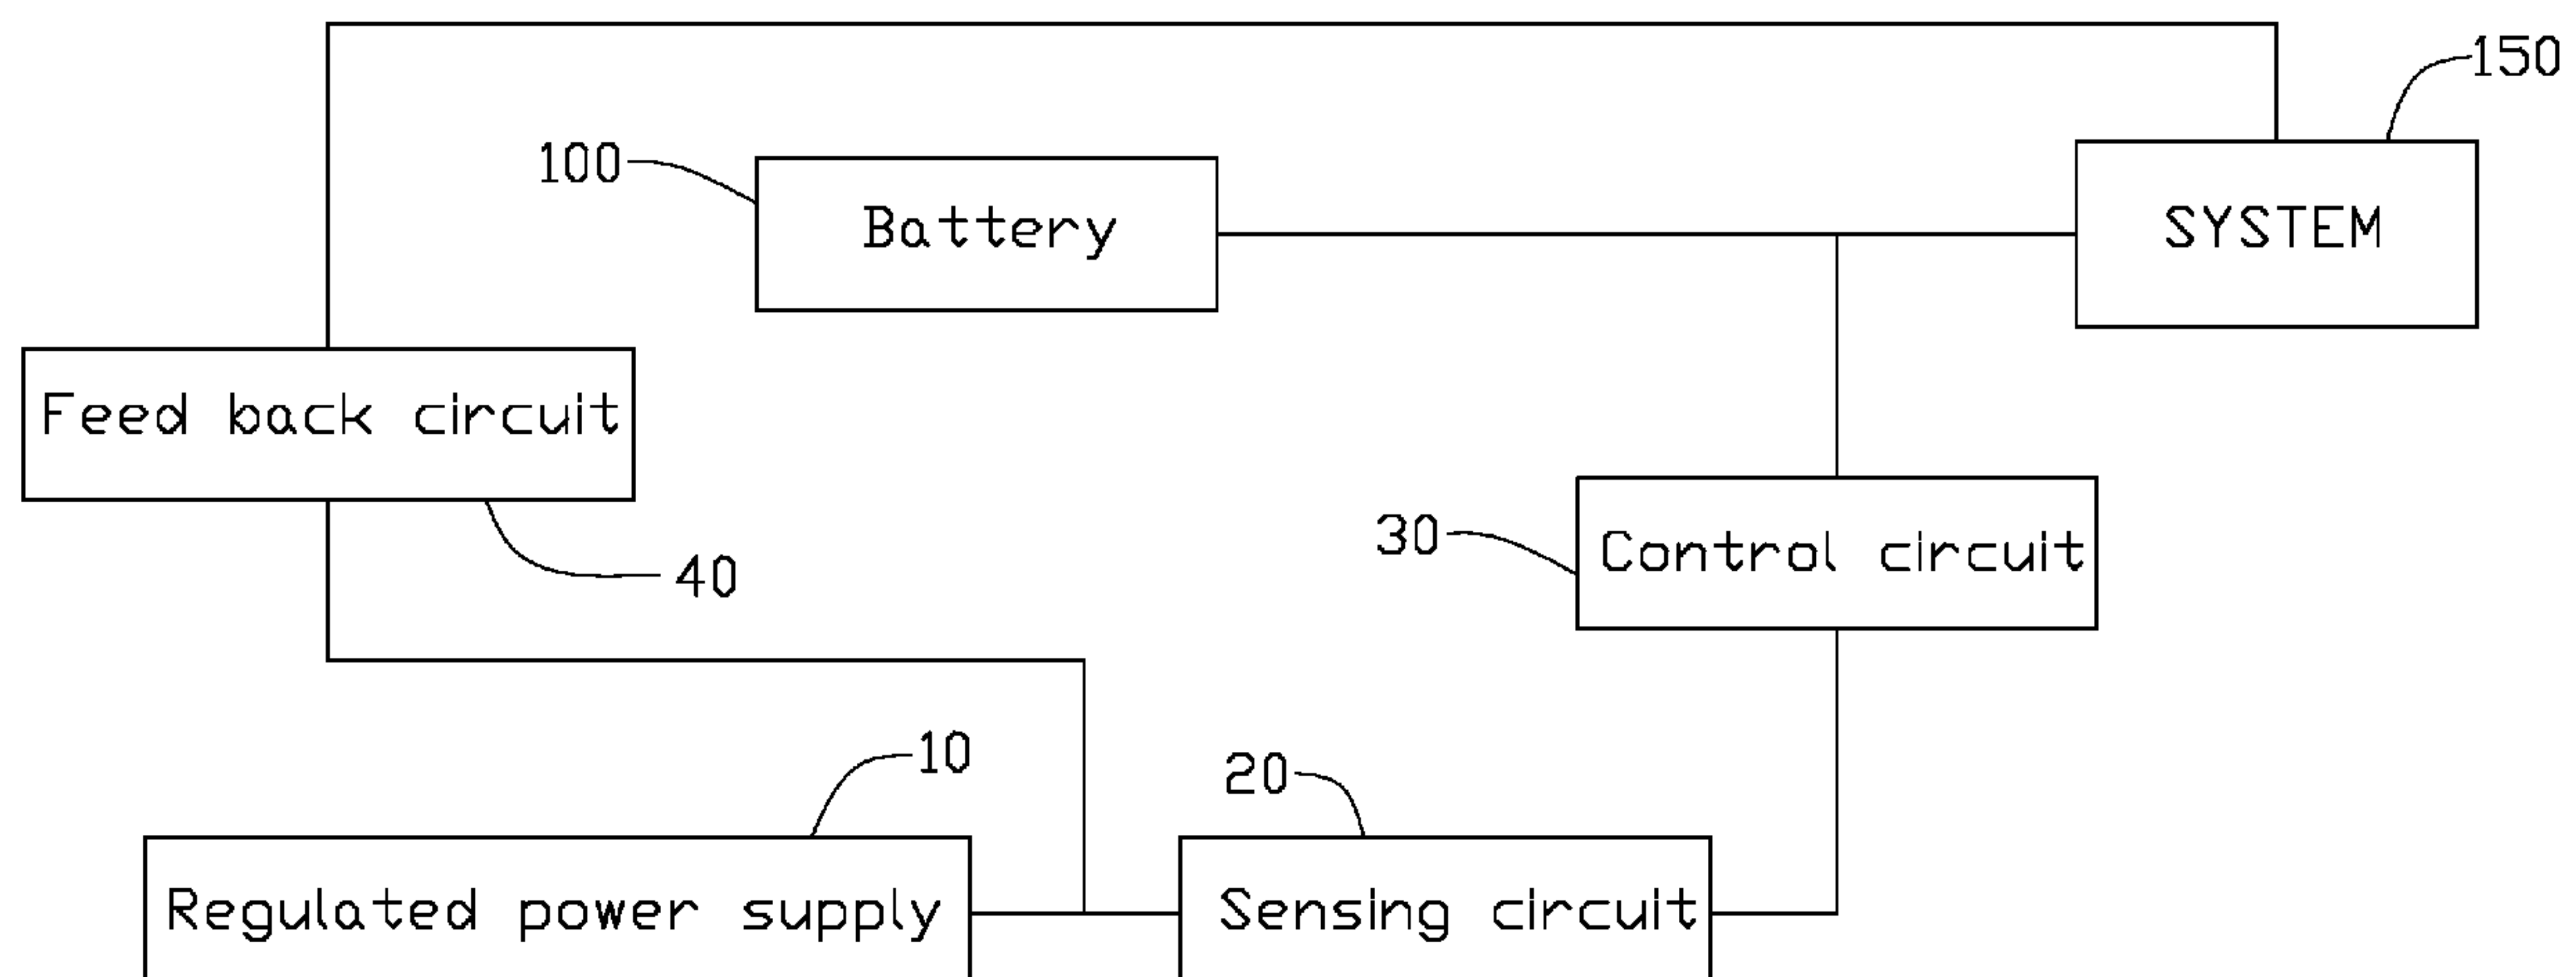 150
100
Battery
SYSTEM
Feed back circuit
30
Control circuit
40
10
20
Regulated power supply
Sensing circuit